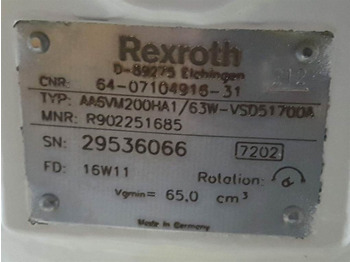 Rexroth
D-89275 Elchingen
CNR: 64-07104916-31
TYP: AA6VM200HA1/63W-VSD51700A
MNR: R902251685
SN: 29536066 7202
FD: 16W11 Rotation:
Vgmin= 65.0 cm³
Made in Germany